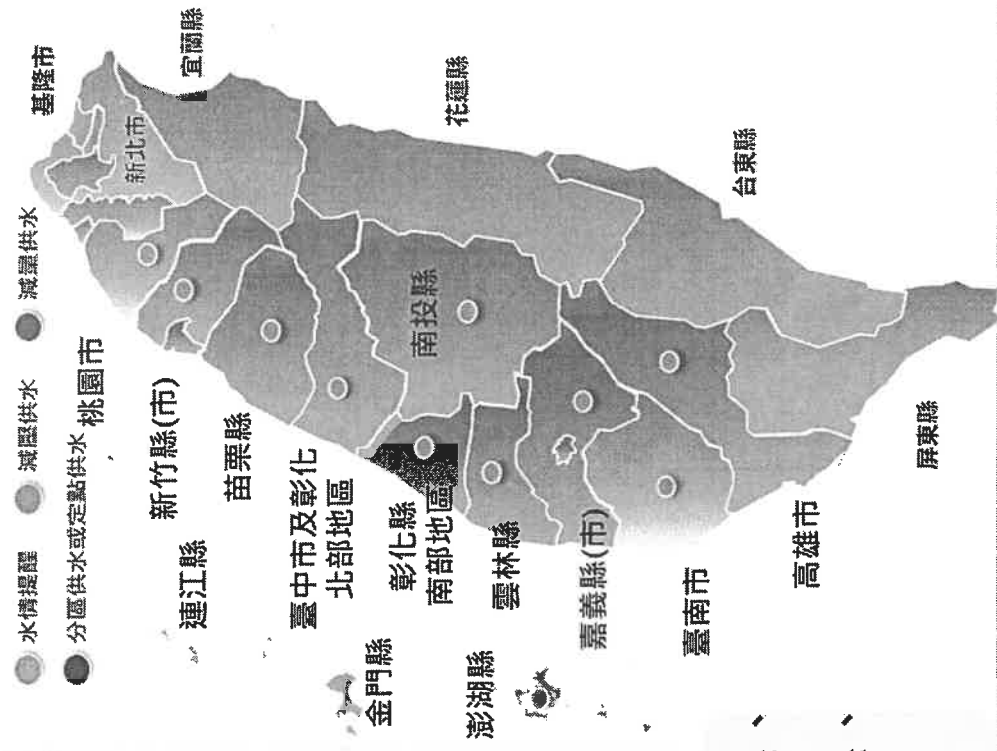 水情提醒 減壓供水 減量供水
分區供水或定點供水
基隆市
新北市
宜蘭縣
桃園市
新竹縣(市)
苗栗縣
連江縣
臺中市及彰化
北部地區
南投縣
花蓮縣
彰化縣
南部地區
金門縣
雲林縣
澎湖縣
嘉義縣(市)
臺南市
台東縣
高雄市
屏東縣